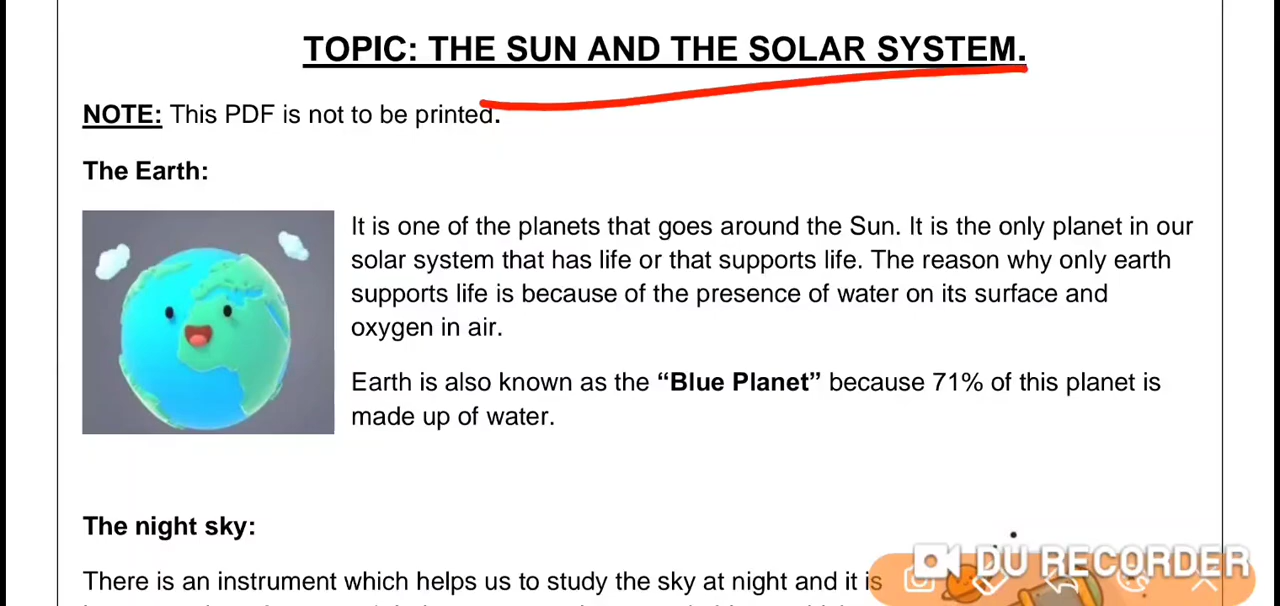 TOPIC: THE SUN AND THE SOLAR SYSTEM.
NOTE: This PDF is not to be printed.
The Earth:
It is one of the planets that goes around the Sun. It is the only planet in our
solar system that has life or that supports life. The reason why only earth
supports life is because of the presence of water on its surface and
oxygen in air.
Earth is also known as the “Blue Planet” because 71% of this planet is
made up of water.
The night sky:
There is an instrument which helps us to study the sky at night and it is
DU RECORDER